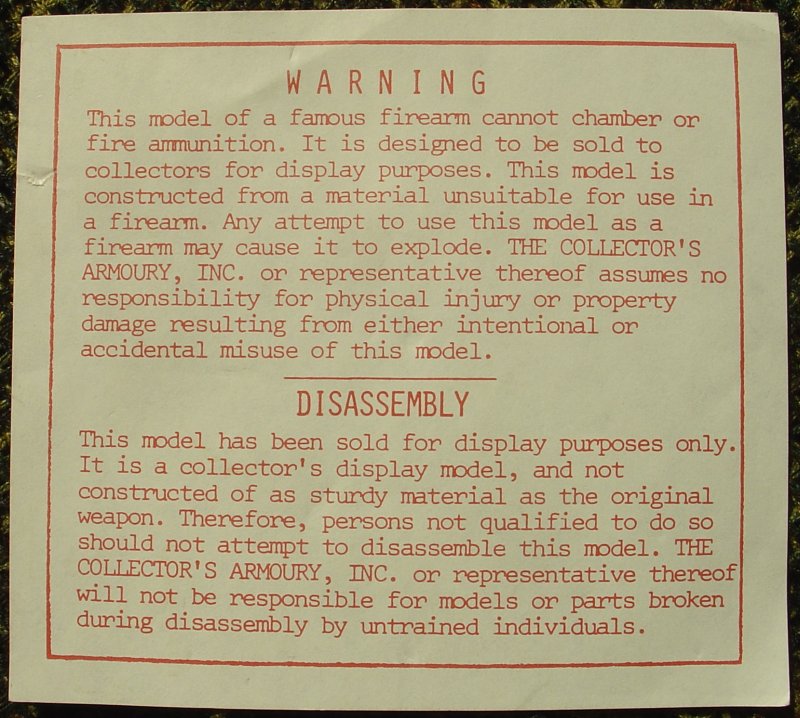 WARNING
This model of a famous firearm cannot chamber or
fire ammunition. It is designed to be sold to
collectors for display purposes. This model is
constructed from a material unsuitable for use in
a firearm. Any attempt to use this model as a
firearm may cause it to explode. THE COLLECTOR'S
ARMOURY, INC. or representative thereof assumes no
responsibility for physical injury or property
damage resulting from either intentional or
accidental misuse of this model.
DISASSEMBLY
This model has been sold for display purposes only.
It is a collector's display model, and not
constructed of as sturdy material as the original
weapon. Therefore, persons not qualified to do so
should not attempt to disassemble this model. THE
COLLECTOR'S ARMOURY, INC. or representative thereof
will not be responsible for models or parts broken
during disassembly by untrained individuals.